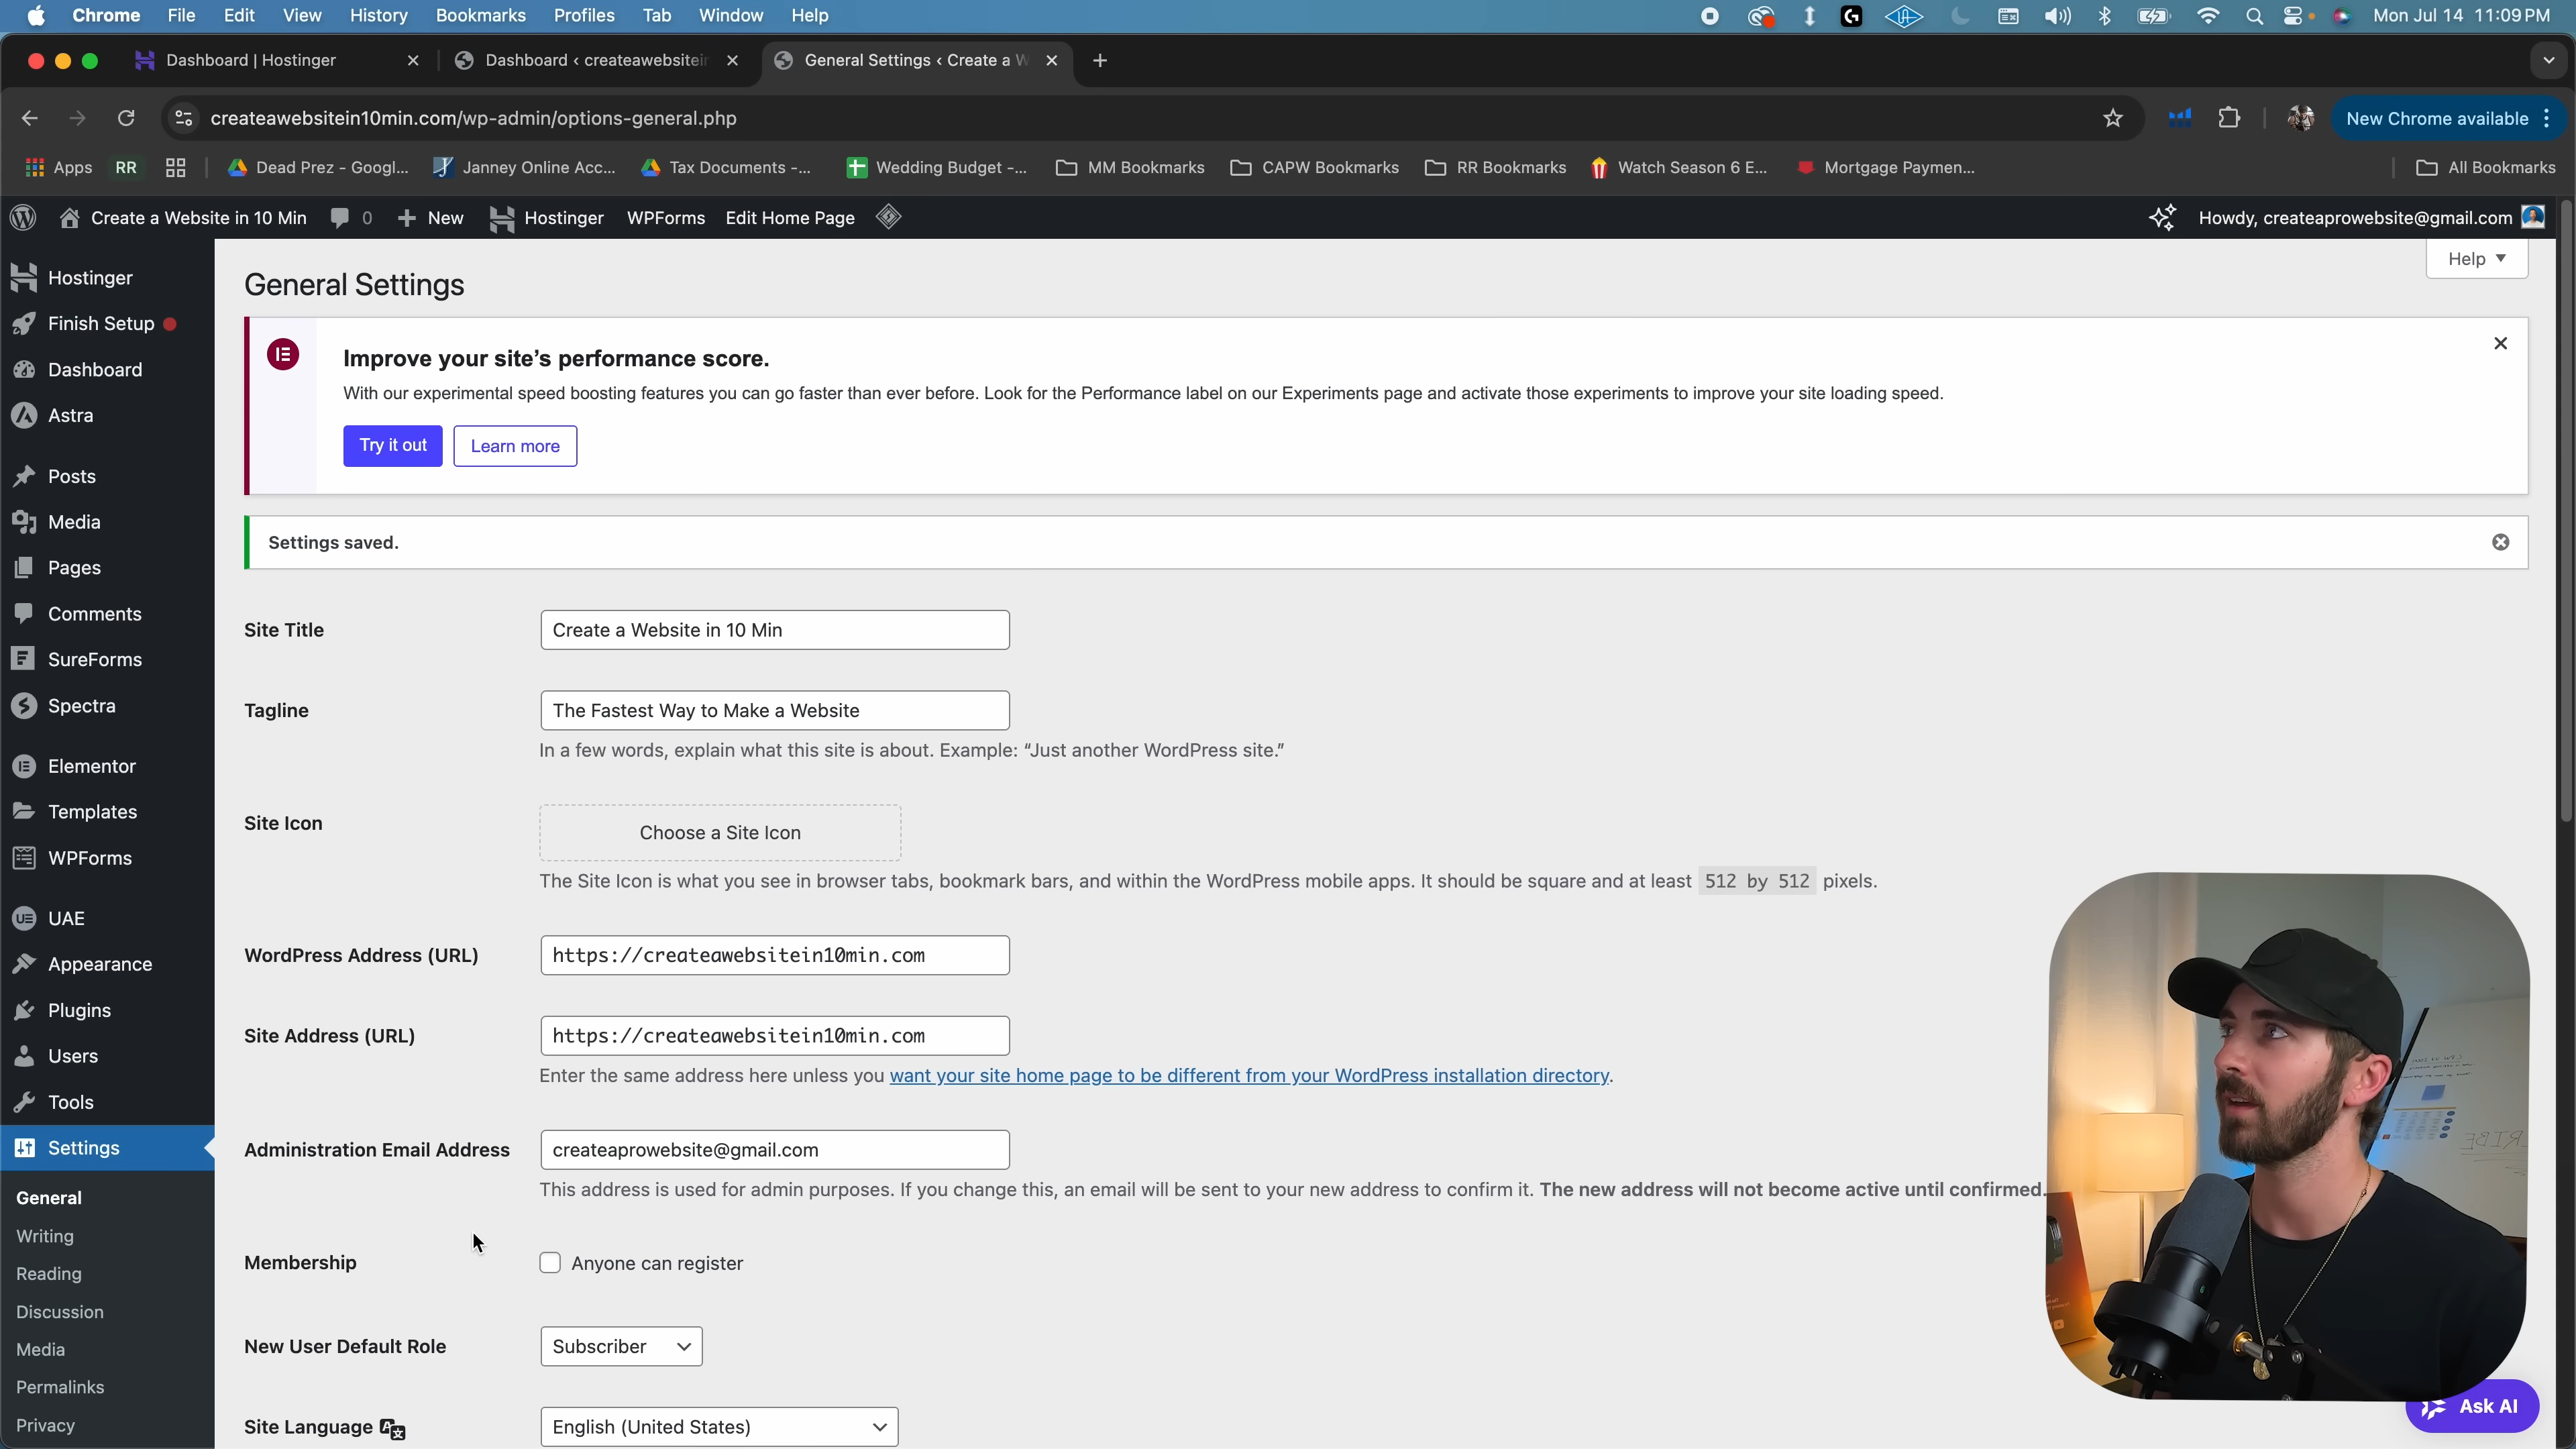 Chrome File Edit View History Bookmarks Profiles Tab Window Help Mon Jul 14 11:09 PM
Dashboard | Hostinger Dashboard ‹ createawebsitein General Settings ‹ Create a W
createawebsitein10min.com/wp-admin/options-general.php New Chrome available
Apps RR Dead Prez - Googl... Janney Online Acc... Tax Documents -... Wedding Budget -... MM Bookmarks CAPW Bookmarks RR Bookmarks Watch Season 6 E... Mortgage Paymen... All Bookmarks
Create a Website in 10 Min 0 New Hostinger WPForms Edit Home Page Howdy, createaprowebsite@gmail.com
Hostinger
Finish Setup
Dashboard
Astra
Posts
Media
Pages
Comments
SureForms
Spectra
Elementor
Templates
WPForms
UAE
Appearance
Plugins
Users
Tools
Settings
General
Writing
Reading
Discussion
Media
Permalinks
Privacy
Help
General Settings
Improve your site’s performance score.
With our experimental speed boosting features you can go faster than ever before. Look for the Performance label on our Experiments page and activate those experiments to improve your site loading speed.
Try it out Learn more
Settings saved.
Site Title Create a Website in 10 Min
Tagline The Fastest Way to Make a Website
In a few words, explain what this site is about. Example: “Just another WordPress site.”
Site Icon Choose a Site Icon
The Site Icon is what you see in browser tabs, bookmark bars, and within the WordPress mobile apps. It should be square and at least 512 by 512 pixels.
WordPress Address (URL) https://createawebsitein10min.com
Site Address (URL) https://createawebsitein10min.com
Enter the same address here unless you want your site home page to be different from your WordPress installation directory.
Administration Email Address createaprowebsite@gmail.com
This address is used for admin purposes. If you change this, an email will be sent to your new address to confirm it. The new address will not become active until confirmed.
Membership Anyone can register
New User Default Role Subscriber
Site Language English (United States)
Ask AI